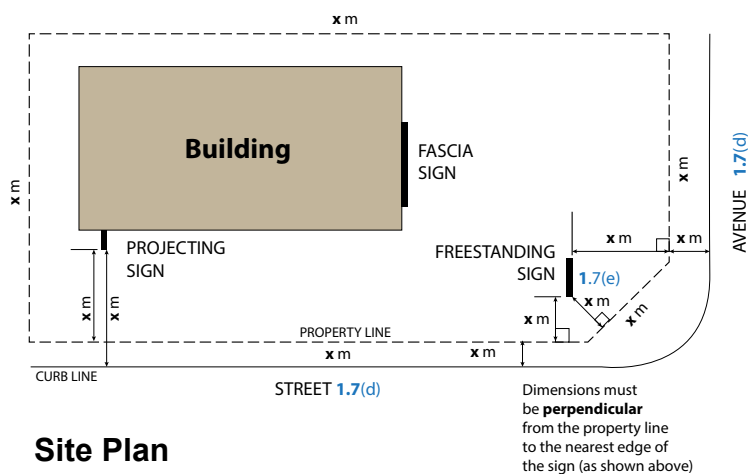 x m
x m
Building
FASCIA
SIGN
x m
AVENUE 1.7(d)
PROJECTING
SIGN
FREESTANDING
SIGN
x m
x m
1.7(e)
x m
x m
x m
x m
x m
PROPERTY LINE
x m
x m
CURB LINE
STREET 1.7(d)
Dimensions must
be perpendicular
from the property line
to the nearest edge of
the sign (as shown above)
Site Plan